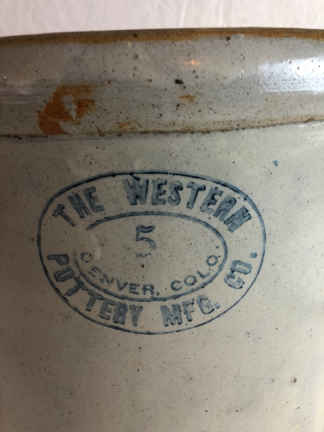 THE WESTERN
5
DENVER, COLO.
POTTERY MFG. CO.